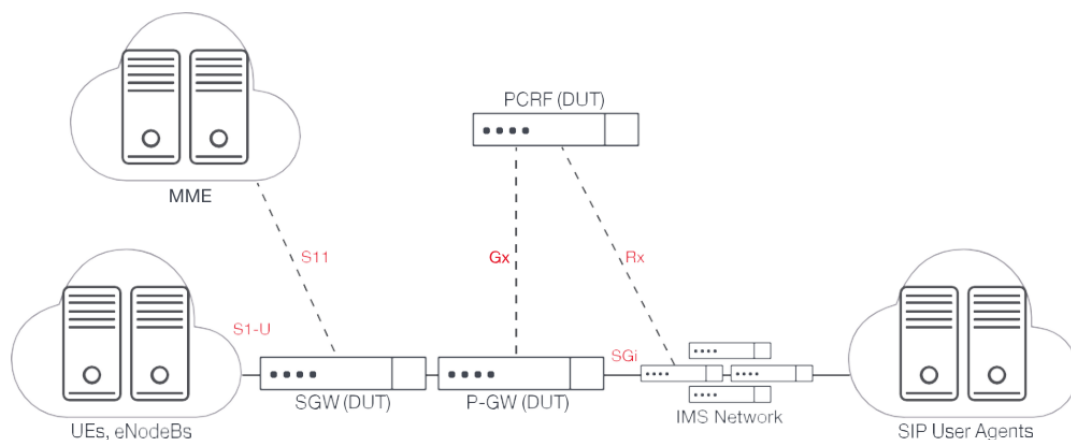 PCRF (DUT)
MME
S11
Gx
Rx
S1-U
SGi
SGW (DUT)
P-GW (DUT)
IMS Network
UEs, eNodeBs
SIP User Agents